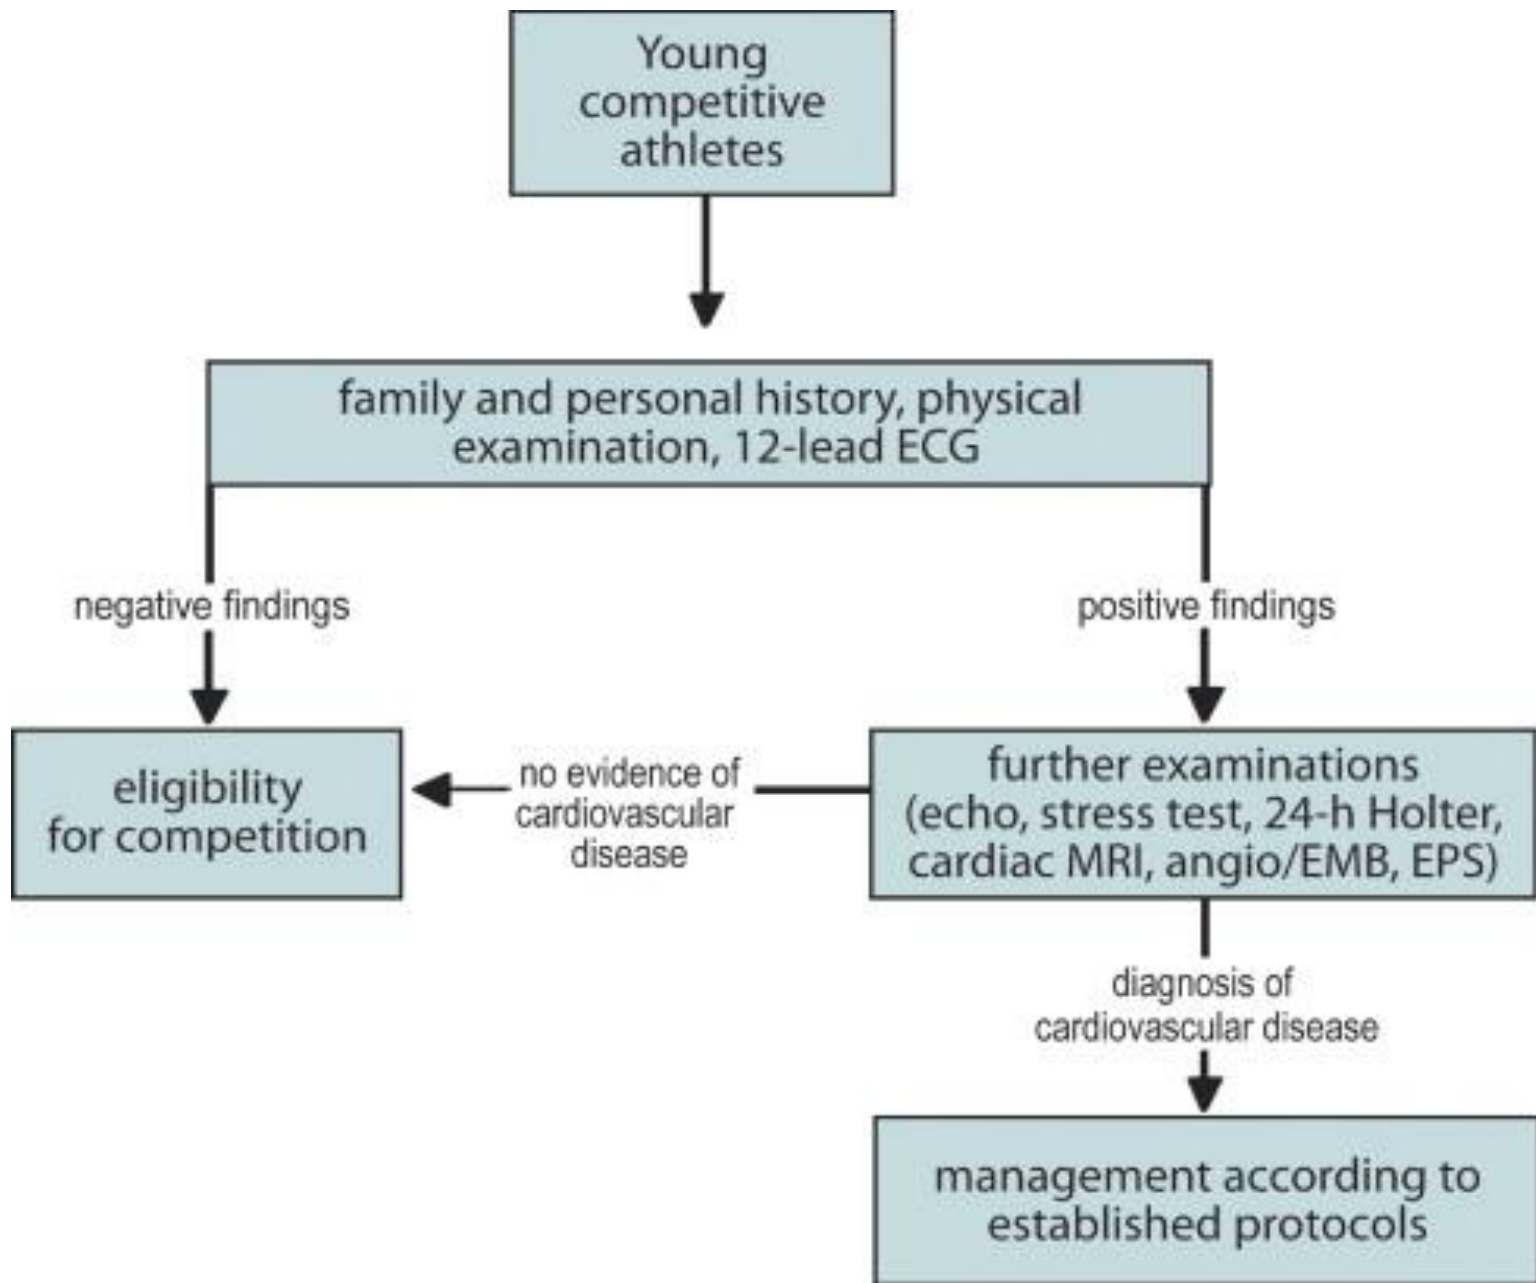 Young
competitive
athletes
family and personal history, physical
examination, 12-lead ECG
negative findings
positive findings
eligibility
for competition
no evidence of
cardiovascular
disease
further examinations
(echo, stress test, 24-h Holter,
cardiac MRI, angio/EMB, EPS)
diagnosis of
cardiovascular disease
management according to
established protocols